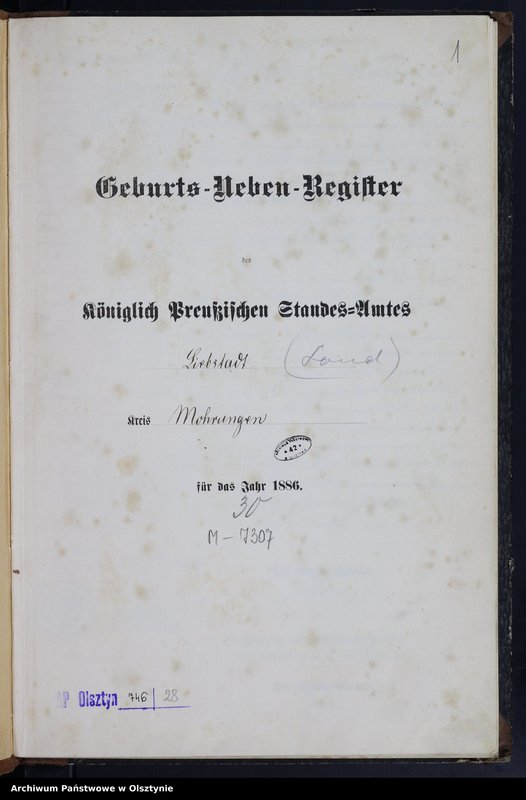 1
Geburts-Neben-Register
des
Königlich Preußischen Standes-Amtes
Liebstadt (Land)
Kreis Mohrungen
42
für das Jahr 1886.
30
M-7307
AP Olsztyn 746/28
Archiwum Państwowe w Olsztynie